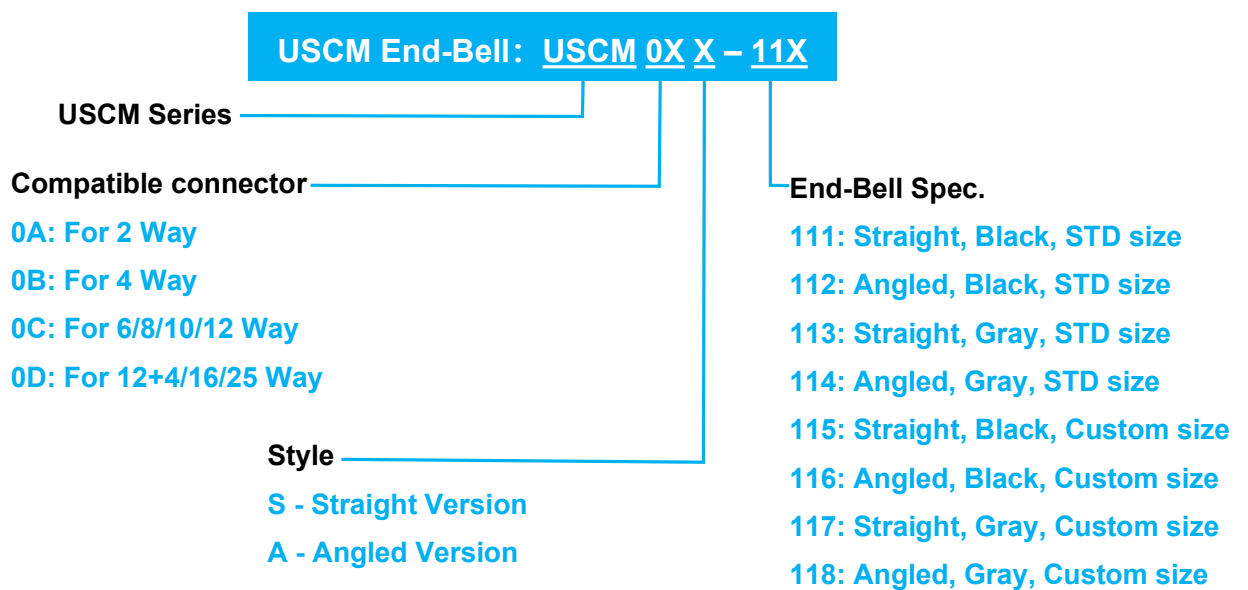 USCM End-Bell: USCM 0X X – 11X
USCM Series
Compatible connector
0A: For 2 Way
0B: For 4 Way
0C: For 6/8/10/12 Way
0D: For 12+4/16/25 Way
Style
S - Straight Version
A - Angled Version
End-Bell Spec.
111: Straight, Black, STD size
112: Angled, Black, STD size
113: Straight, Gray, STD size
114: Angled, Gray, STD size
115: Straight, Black, Custom size
116: Angled, Black, Custom size
117: Straight, Gray, Custom size
118: Angled, Gray, Custom size